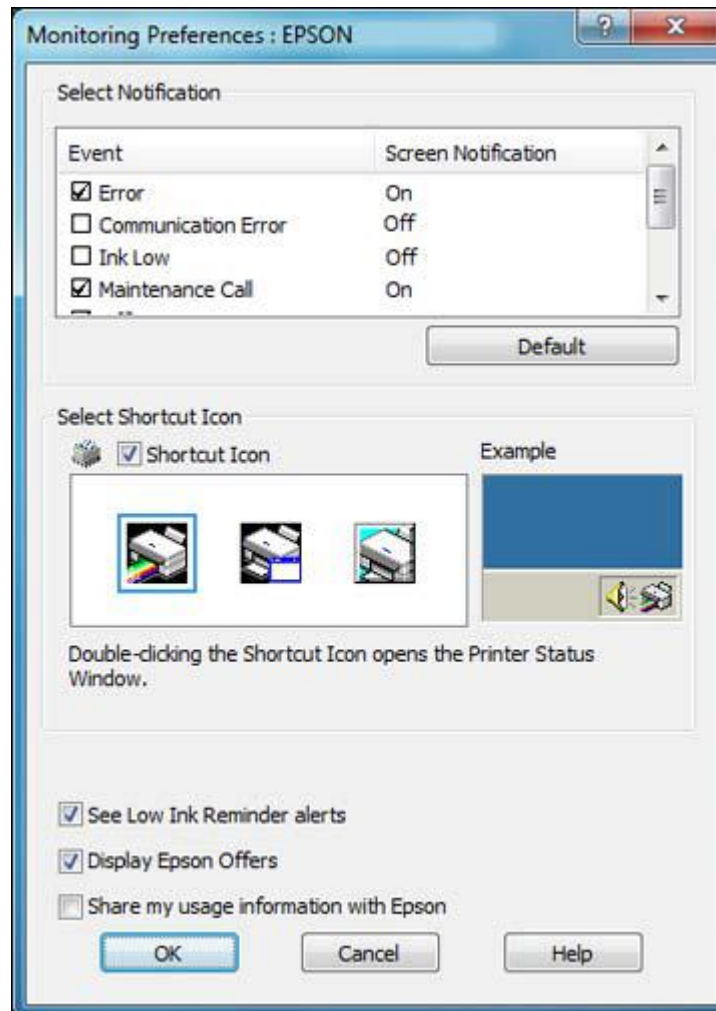 Monitoring Preferences : EPSON
Select Notification
Event Screen Notification
Error On
Communication Error Off
Ink Low Off
Maintenance Call On
Default
Select Shortcut Icon
Shortcut Icon Example
Double-clicking the Shortcut Icon opens the Printer Status
Window.
See Low Ink Reminder alerts
Display Epson Offers
Share my usage information with Epson
OK Cancel Help